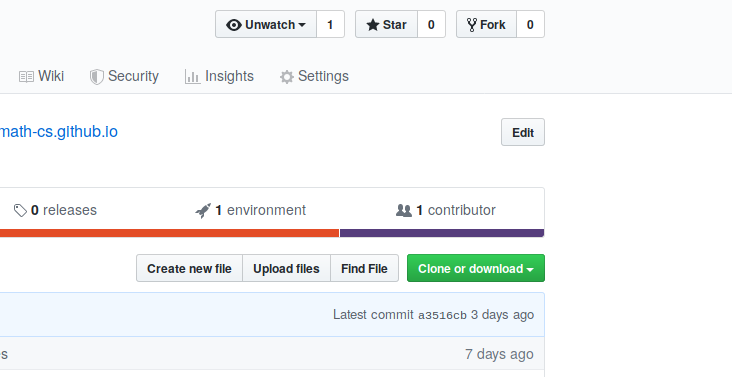 Unwatch 1 Star 0 Fork 0
Wiki Security Insights Settings
math-cs.github.io Edit
0 releases 1 environment 1 contributor
Create new file Upload files Find File Clone or download
Latest commit a3516cb 3 days ago
7 days ago